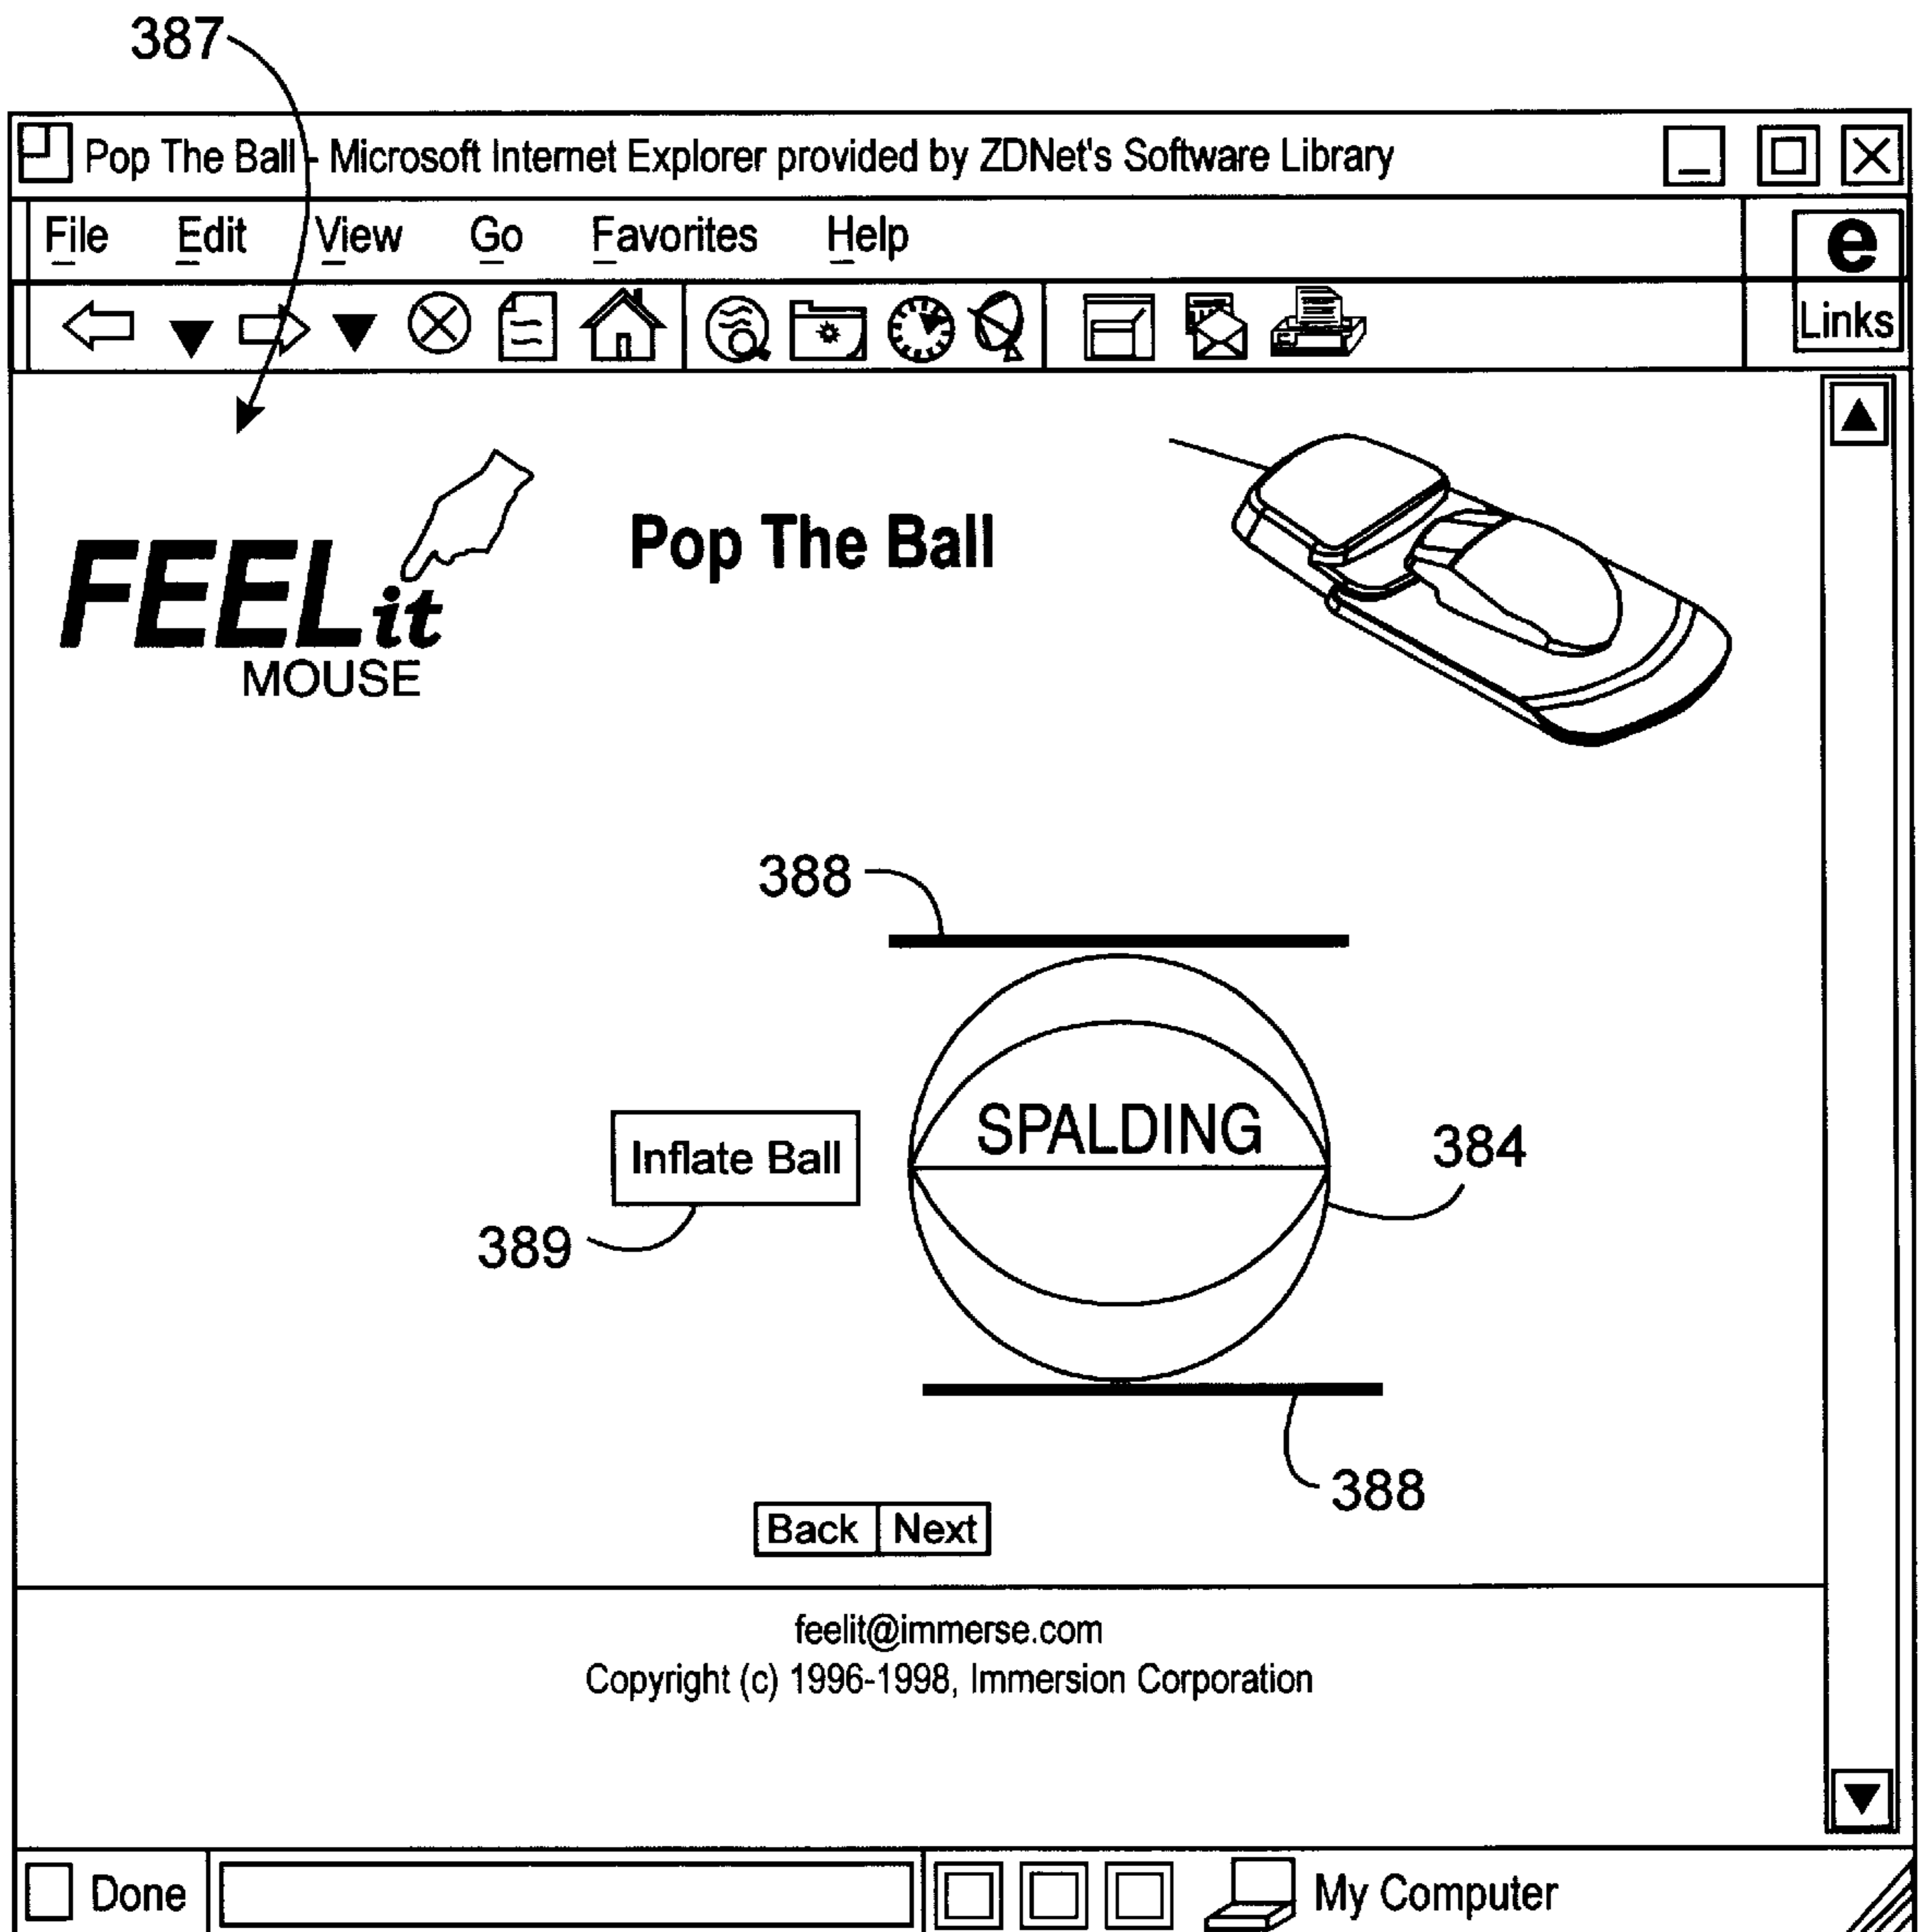 387
Pop The Ball - Microsoft Internet Explorer provided by ZDNet's Software Library
File Edit View Go Favorites Help
e
Links
FEELit
MOUSE
Pop The Ball
388
SPALDING
Inflate Ball
384
389
388
Back Next
feelit@immerse.com
Copyright (c) 1996-1998, Immersion Corporation
Done
My Computer